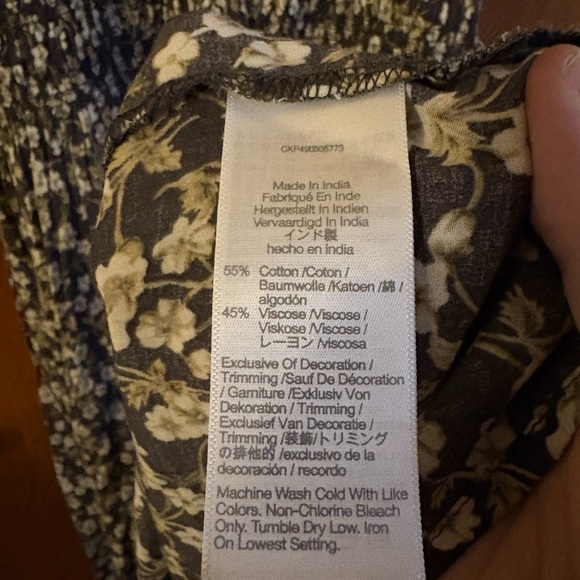 CKP490305773
Made In India
Fabriqué En Inde
Hergestellt In Indien
Vervaardigd In India
インド製
hecho en india
55% Cotton /Coton /
Baumwolle /Katoen /綿 /
algodón
45% Viscose /Viscose /
Viskose /Viscose /
レーヨン /viscosa
Exclusive Of Decoration /
Trimming /Sauf De Décoration
/ Garniture /Exklusiv Von
Dekoration / Trimming /
Exclusief Van Decoratie /
Trimming /装飾/トリミング
の排他的 /exclusivo de la
decoración / recordo
Machine Wash Cold With Like
Colors. Non-Chlorine Bleach
Only. Tumble Dry Low. Iron
On Lowest Setting.